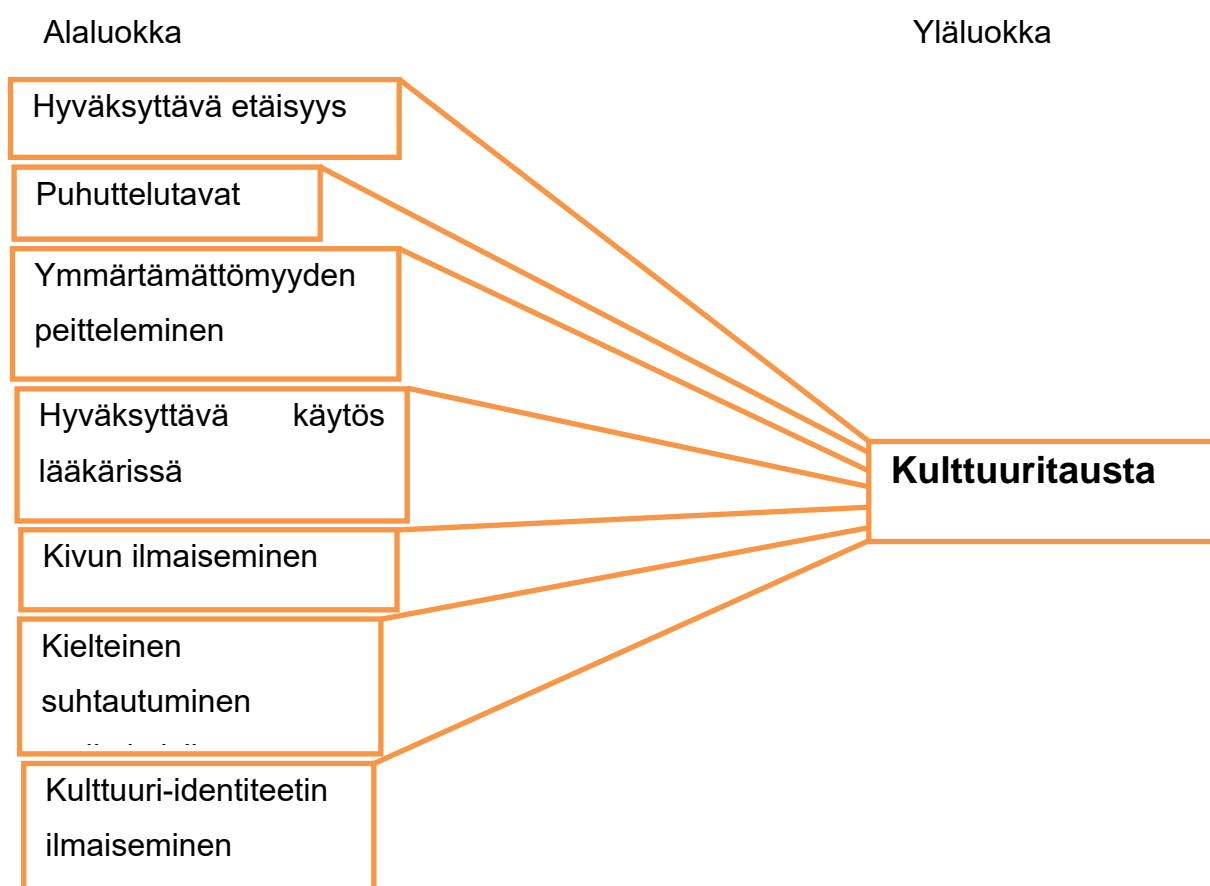 Alaluokka
Yläluokka
Hyväksyttävä etäisyys
Puhuttelutavat
Ymmärtämättömyyden
peitteleminen
Hyväksyttävä käytös
lääkärissä
Kivun ilmaiseminen
Kielteinen
suhtautuminen
Kulttuuri-identiteetin
ilmaiseminen
Kulttuuritausta